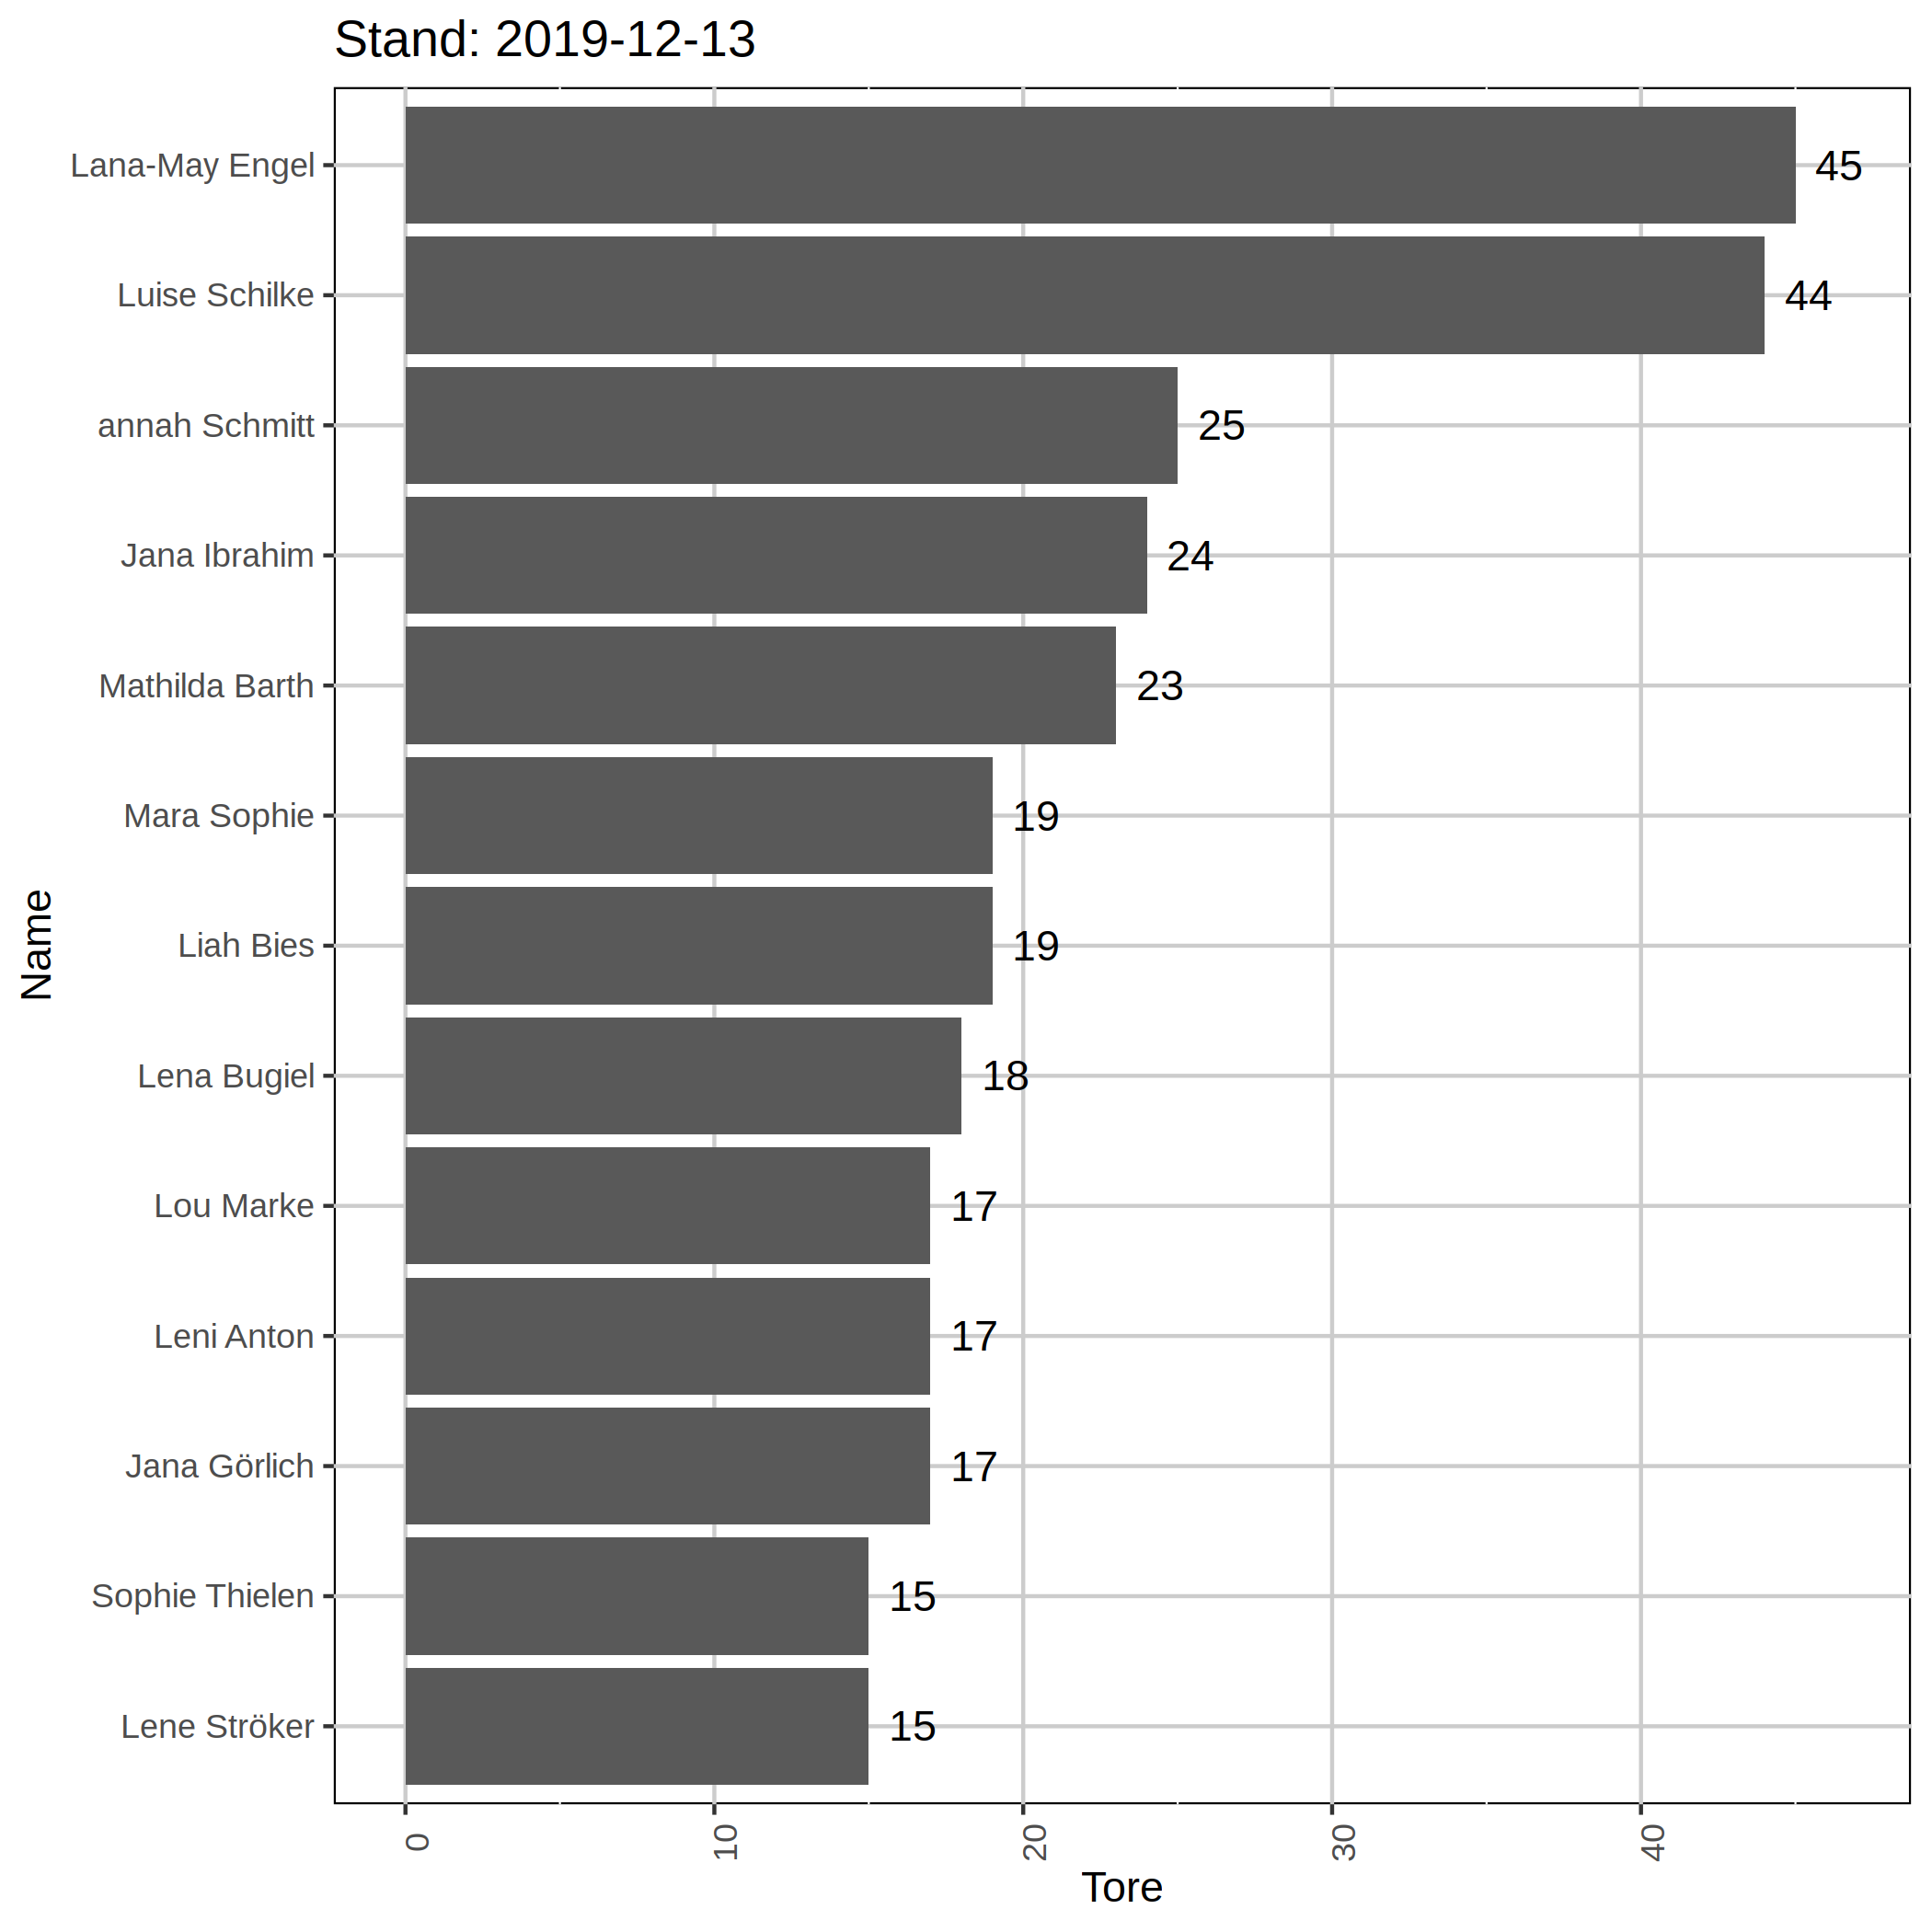 Stand: 2019-12-13
Lana-May Engel 45
Luise Schilke 44
annah Schmitt 25
Jana Ibrahim 24
Mathilda Barth 23
Mara Sophie 19
Liah Bies 19
Lena Bugiel 18
Lou Marke 17
Leni Anton 17
Jana Görlich 17
Sophie Thielen 15
Lene Ströker 15
Name
0 10 20 30 40
Tore